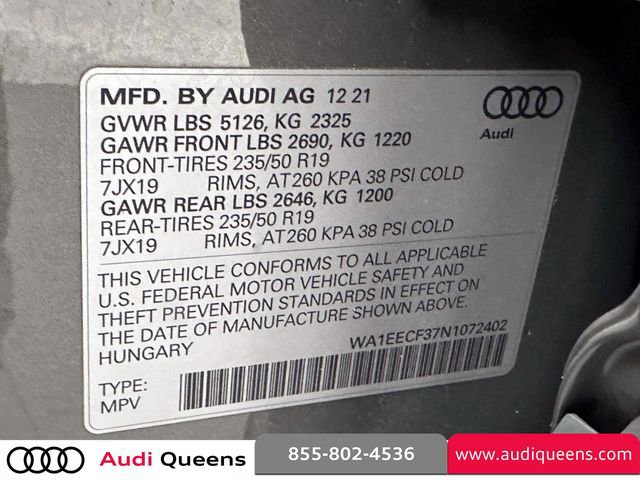 MFD. BY AUDI AG 12 21
GVWR LBS 5126, KG 2325
GAWR FRONT LBS 2690, KG 1220
FRONT-TIRES 235/50 R19
7JX19 RIMS, AT260 KPA 38 PSI COLD
GAWR REAR LBS 2646, KG 1200
REAR-TIRES 235/50 R19
7JX19 RIMS, AT260 KPA 38 PSI COLD
Audi
THIS VEHICLE CONFORMS TO ALL APPLICABLE
U.S. FEDERAL MOTOR VEHICLE SAFETY AND
THEFT PREVENTION STANDARDS IN EFFECT ON
THE DATE OF MANUFACTURE SHOWN ABOVE.
HUNGARY WA1EECF37N1072402
TYPE:
MPV
Audi Queens 855-802-4536 www.audiqueens.com